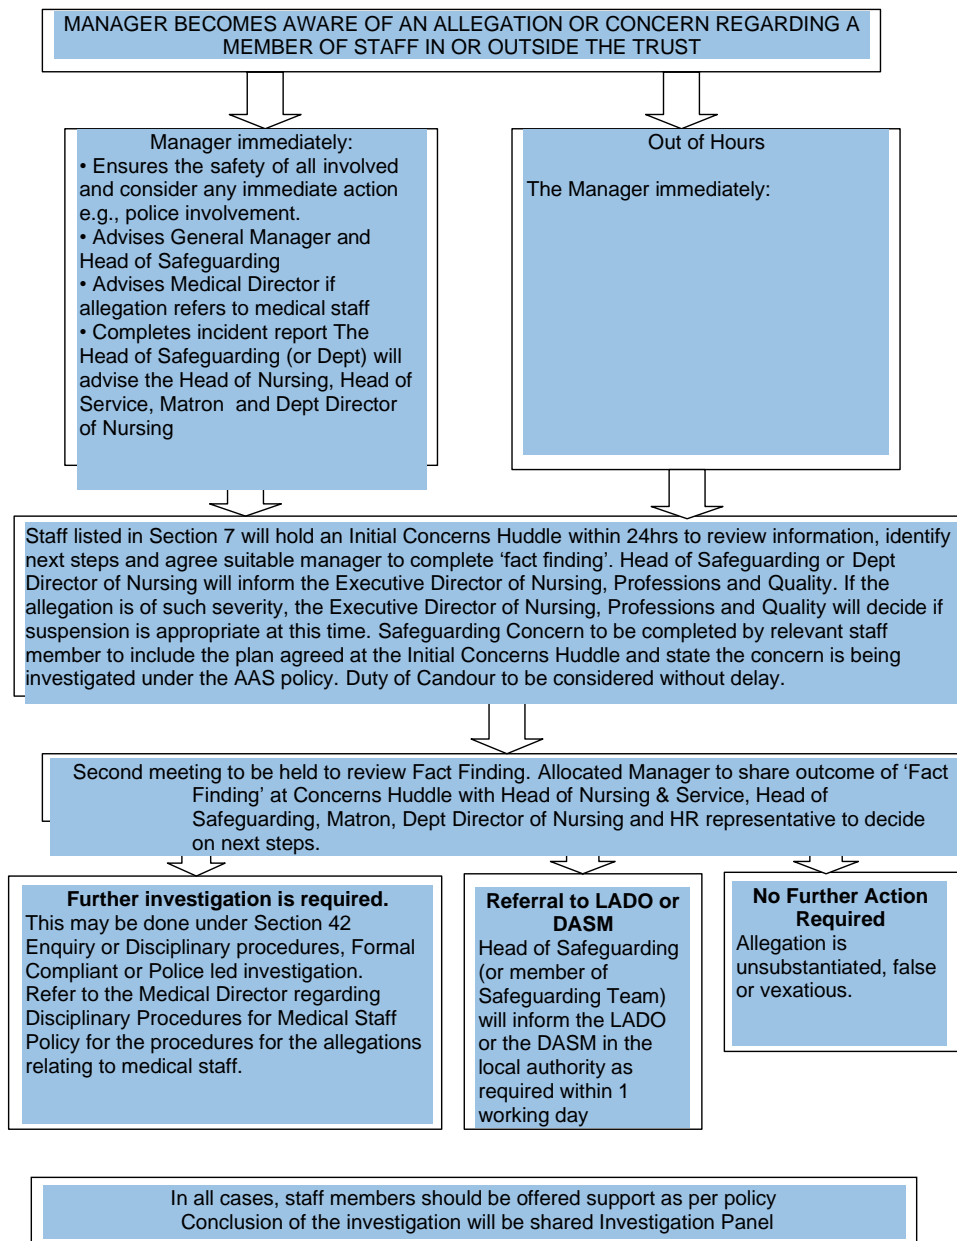 MANAGER BECOMES AWARE OF AN ALLEGATION OR CONCERN REGARDING A
MEMBER OF STAFF IN OR OUTSIDE THE TRUST
Manager immediately:
• Ensures the safety of all involved
and consider any immediate action
e.g., police involvement.
• Advises General Manager and
Head of Safeguarding
• Advises Medical Director if
allegation refers to medical staff
• Completes incident report The
Head of Safeguarding (or Dept) will
advise the Head of Nursing, Head of
Service, Matron and Dept Director
of Nursing
Out of Hours
The Manager immediately:
Staff listed in Section 7 will hold an Initial Concerns Huddle within 24hrs to review information, identify
next steps and agree suitable manager to complete ‘fact finding’. Head of Safeguarding or Dept
Director of Nursing will inform the Executive Director of Nursing, Professions and Quality. If the
allegation is of such severity, the Executive Director of Nursing, Professions and Quality will decide if
suspension is appropriate at this time. Safeguarding Concern to be completed by relevant staff
member to include the plan agreed at the Initial Concerns Huddle and state the concern is being
investigated under the AAS policy. Duty of Candour to be considered without delay.
Second meeting to be held to review Fact Finding. Allocated Manager to share outcome of ‘Fact
Finding’ at Concerns Huddle with Head of Nursing & Service, Head of
Safeguarding, Matron, Dept Director of Nursing and HR representative to decide
on next steps.
Further investigation is required.
This may be done under Section 42
Enquiry or Disciplinary procedures, Formal
Compliant or Police led investigation.
Refer to the Medical Director regarding
Disciplinary Procedures for Medical Staff
Policy for the procedures for the allegations
relating to medical staff.
Referral to LADO or
DASM
Head of Safeguarding
(or member of
Safeguarding Team)
will inform the LADO
or the DASM in the
local authority as
required within 1
working day
No Further Action
Required
Allegation is
unsubstantiated, false
or vexatious.
In all cases, staff members should be offered support as per policy
Conclusion of the investigation will be shared Investigation Panel